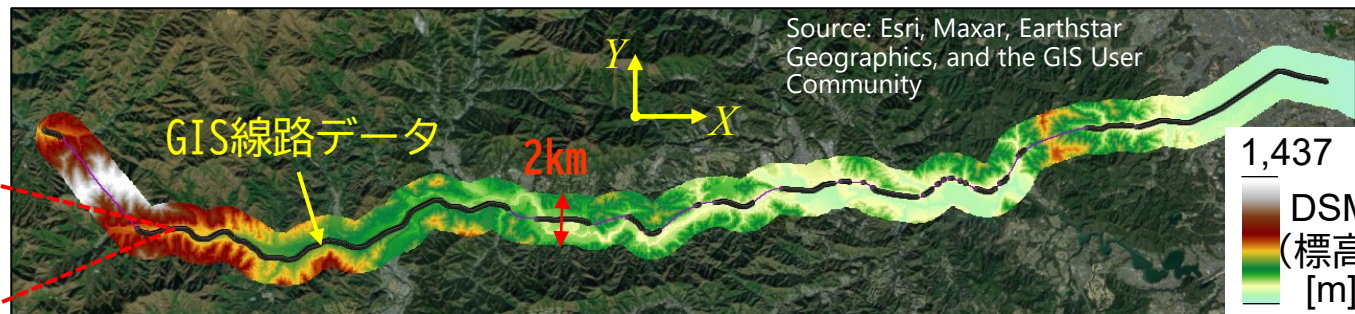 Source: Esri, Maxar, Earthstar
Geographics, and the GIS User
Community
Y
X
GIS線路データ
2km
1,437
DSM
(標高
[m]